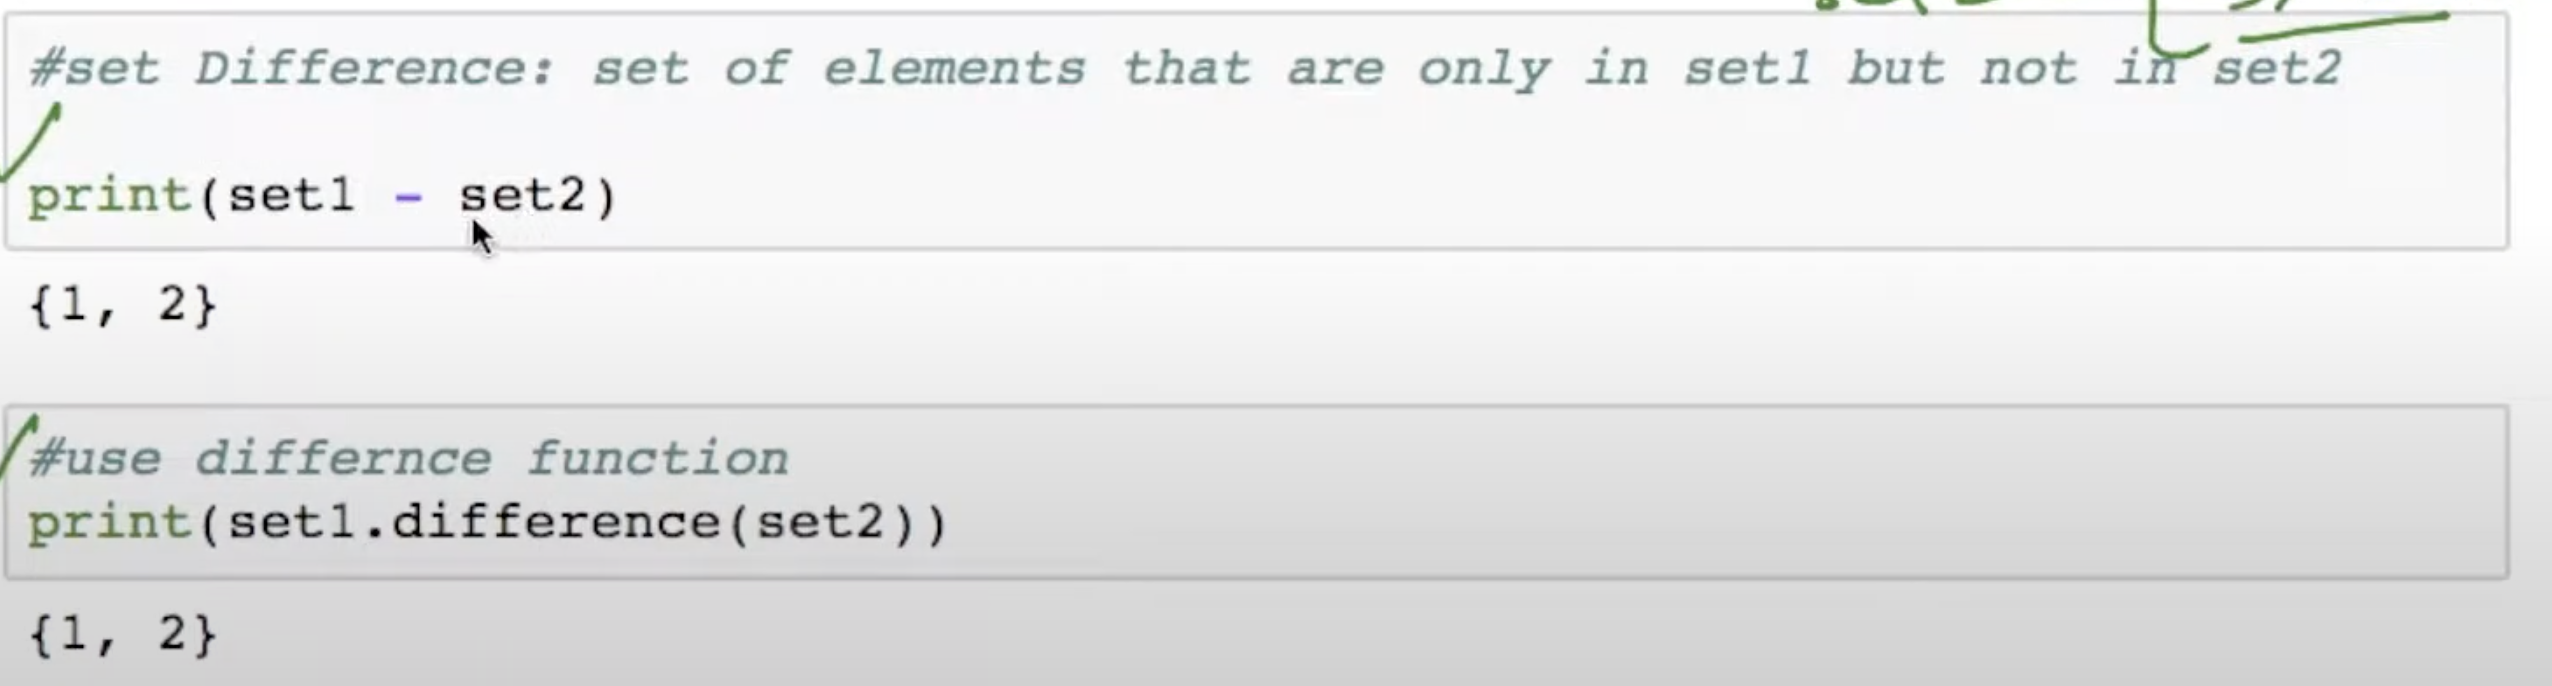 #set Difference: set of elements that are only in set1 but not in set2
print(set1 - set2)
{1, 2}
#use differnce function
print(set1.difference(set2))
{1, 2}